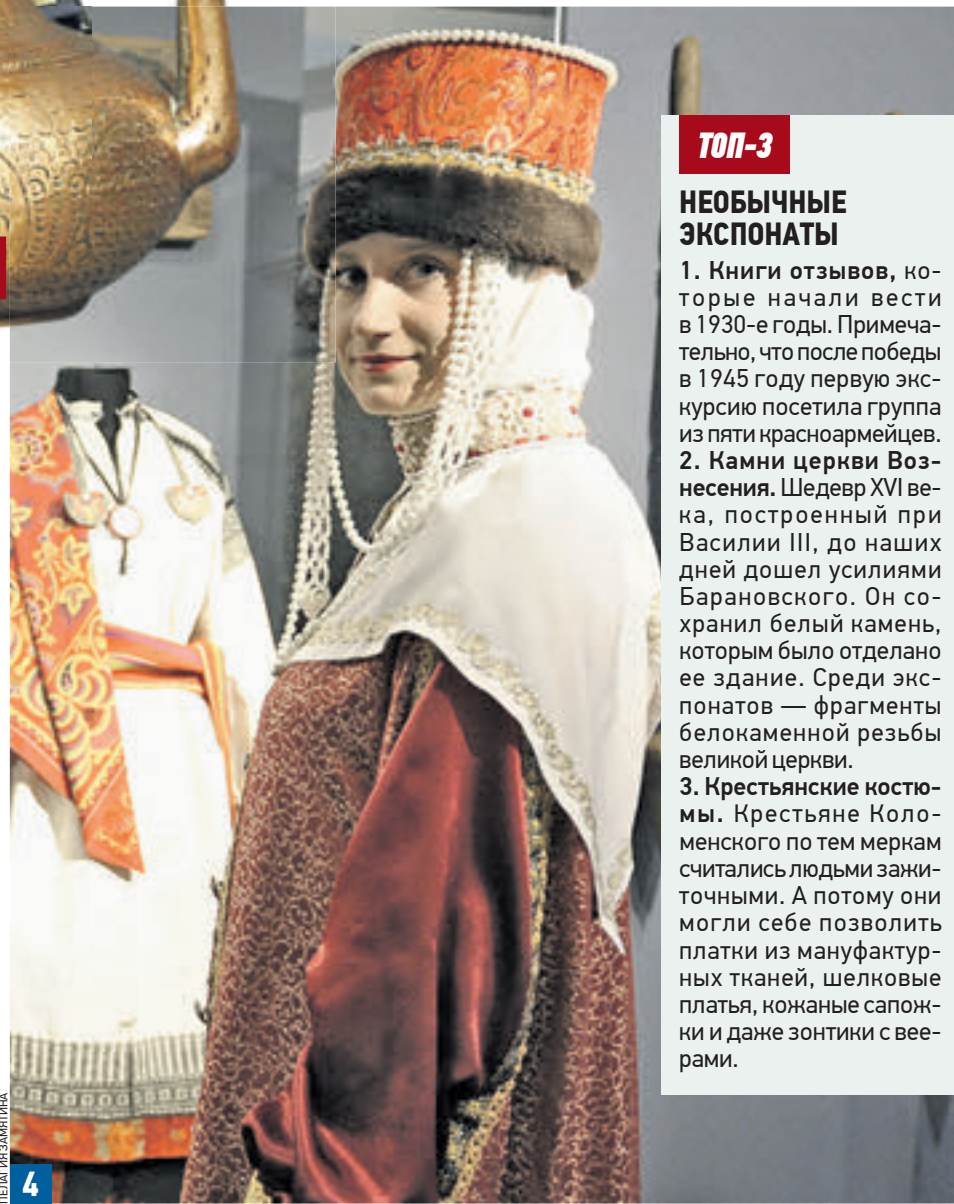 ТОП-3
НЕОБЫЧНЫЕ
ЭКСПОНАТЫ
1. Книги отзывов, ко-
торые начали вести
в 1930-е годы. Примеча-
тельно, что после победы
в 1945 году первую экс-
курсию посетила группа
из пяти красноармейцев.
2. Камни церкви Воз-
несения. Шедевр XVI ве-
ка, построенный при
Василии III, до наших
дней дошел усилиями
Барановского. Он со-
хранил белый камень,
которым было отделано
ее здание. Среди экс-
понатов — фрагменты
белокаменной резьбы
великой церкви.
3. Крестьянские костю-
мы. Крестьяне Коло-
менского по тем меркам
считались людьми зажи-
точными. А потому они
могли себе позволить
платки из мануфактур-
ных тканей, шелковые
платья, кожаные сапож-
ки и даже зонтики с вее-
рами.
ПЕЛАГИЯ ЗАМЯТИНА
4